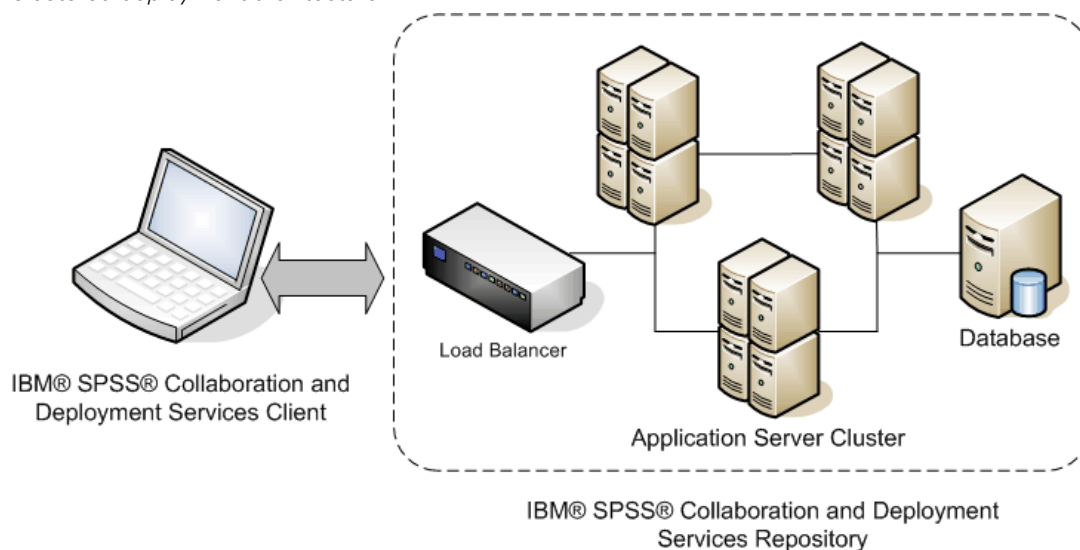 Load Balancer
Database
IBM® SPSS® Collaboration and
Deployment Services Client
Application Server Cluster
IBM® SPSS® Collaboration and Deployment
Services Repository